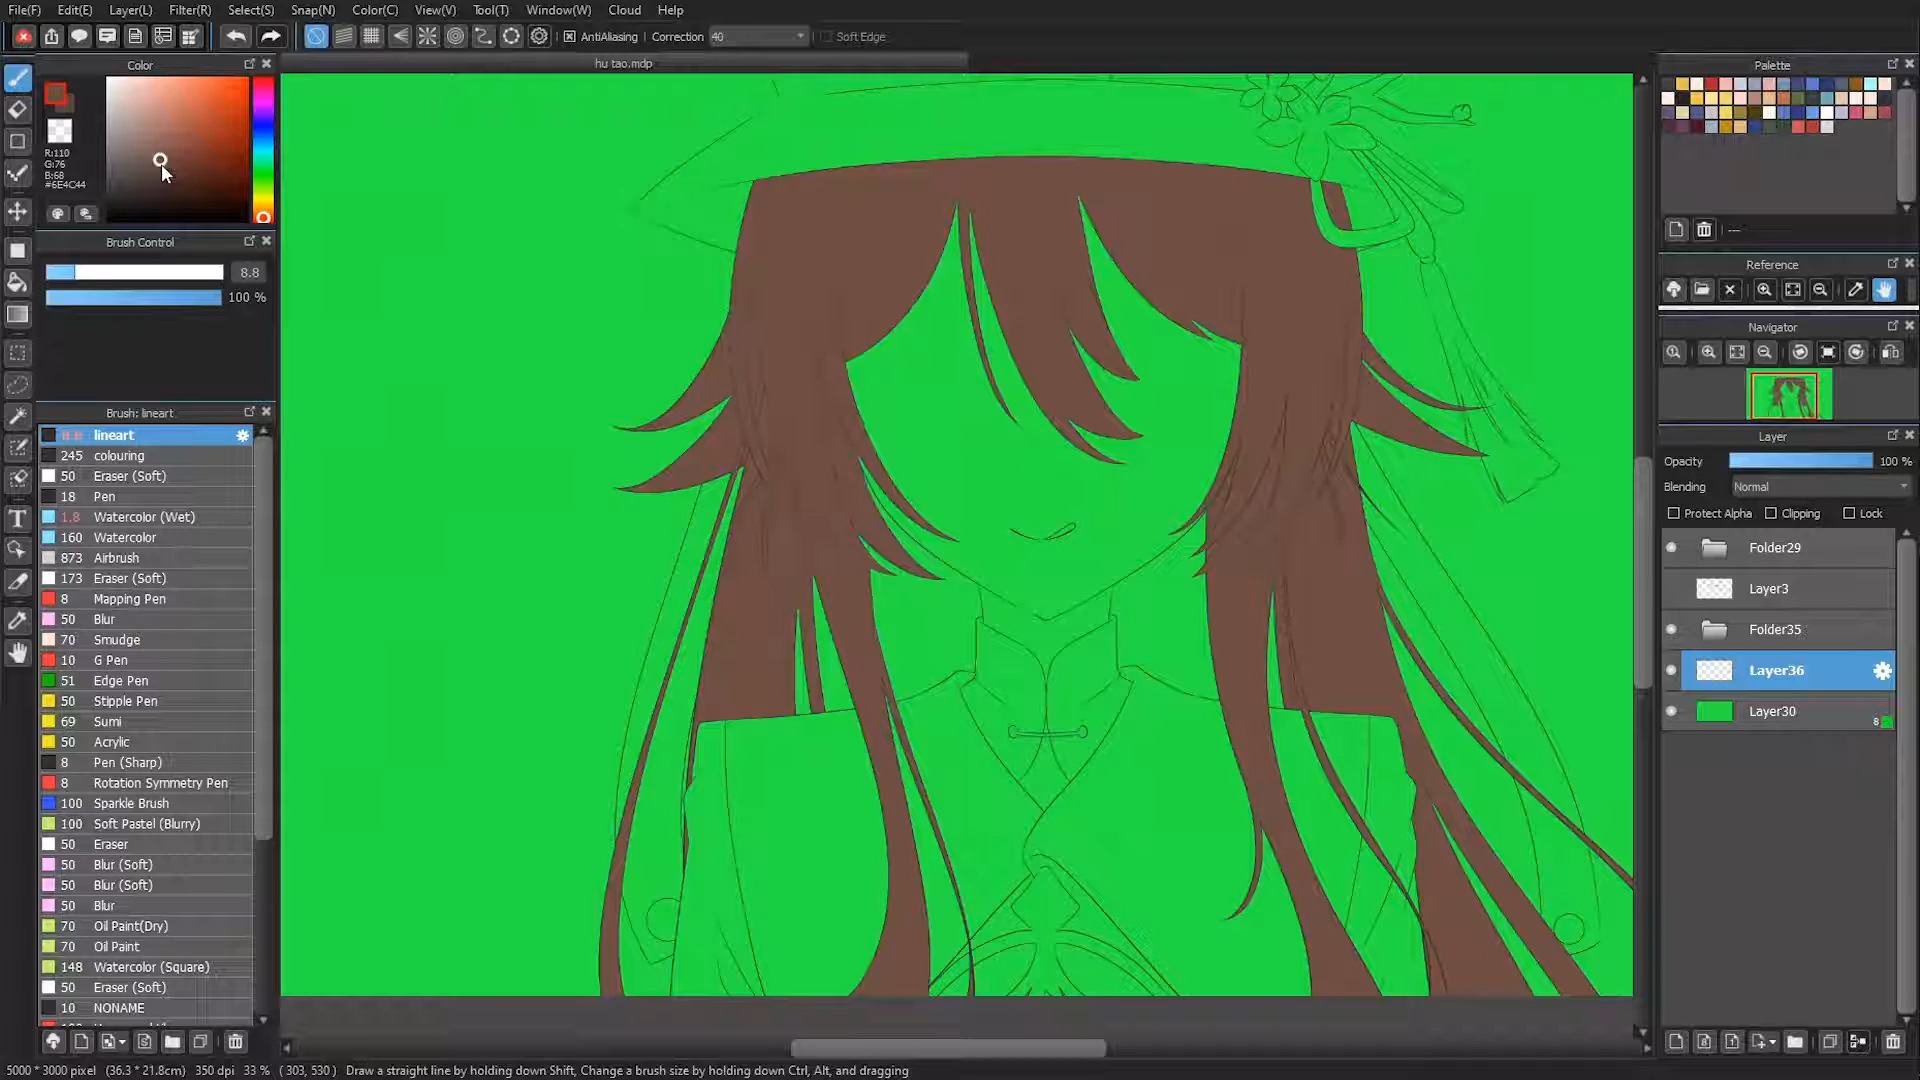 File(F) Edit(E) Layer(L) Filter(R) Select(S) Snap(N) Color(C) View(V) Tool(T) Window(W) Cloud Help
AntiAliasing Correction 40 Soft Edge
Color
hu tao.mdp
Palette
R:110
G:76
B:68
#6E4C44
Brush Control
8.8
100 %
---
Reference
Navigator
Brush: lineart
8.8 lineart
245 colouring
50 Eraser (Soft)
18 Pen
1.8 Watercolor (Wet)
160 Watercolor
873 Airbrush
173 Eraser (Soft)
8 Mapping Pen
50 Blur
70 Smudge
10 G Pen
51 Edge Pen
50 Stipple Pen
69 Sumi
50 Acrylic
8 Pen (Sharp)
8 Rotation Symmetry Pen
100 Sparkle Brush
100 Soft Pastel (Blurry)
50 Eraser
50 Blur (Soft)
50 Blur (Soft)
50 Blur
70 Oil Paint(Dry)
70 Oil Paint
148 Watercolor (Square)
50 Eraser (Soft)
10 NONAME
Layer
Opacity 100 %
Blending Normal
Protect Alpha Clipping Lock
Folder29
Layer3
Folder35
Layer36
Layer30
8
5000 * 3000 pixel (36.3 * 21.8cm) 350 dpi 33 % ( 303, 530 ) Draw a straight line by holding down Shift, Change a brush size by holding down Ctrl, Alt, and dragging